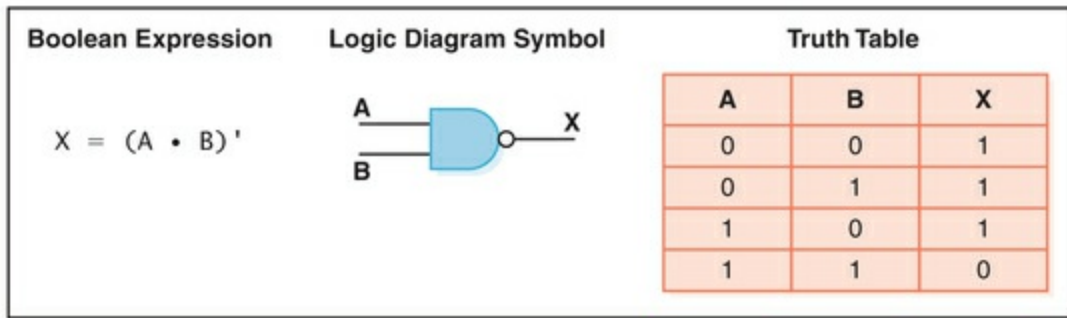 Boolean Expression
Logic Diagram Symbol
Truth Table
X = (A • B)'
A
B
X
A B X
0 0 1
0 1 1
1 0 1
1 1 0